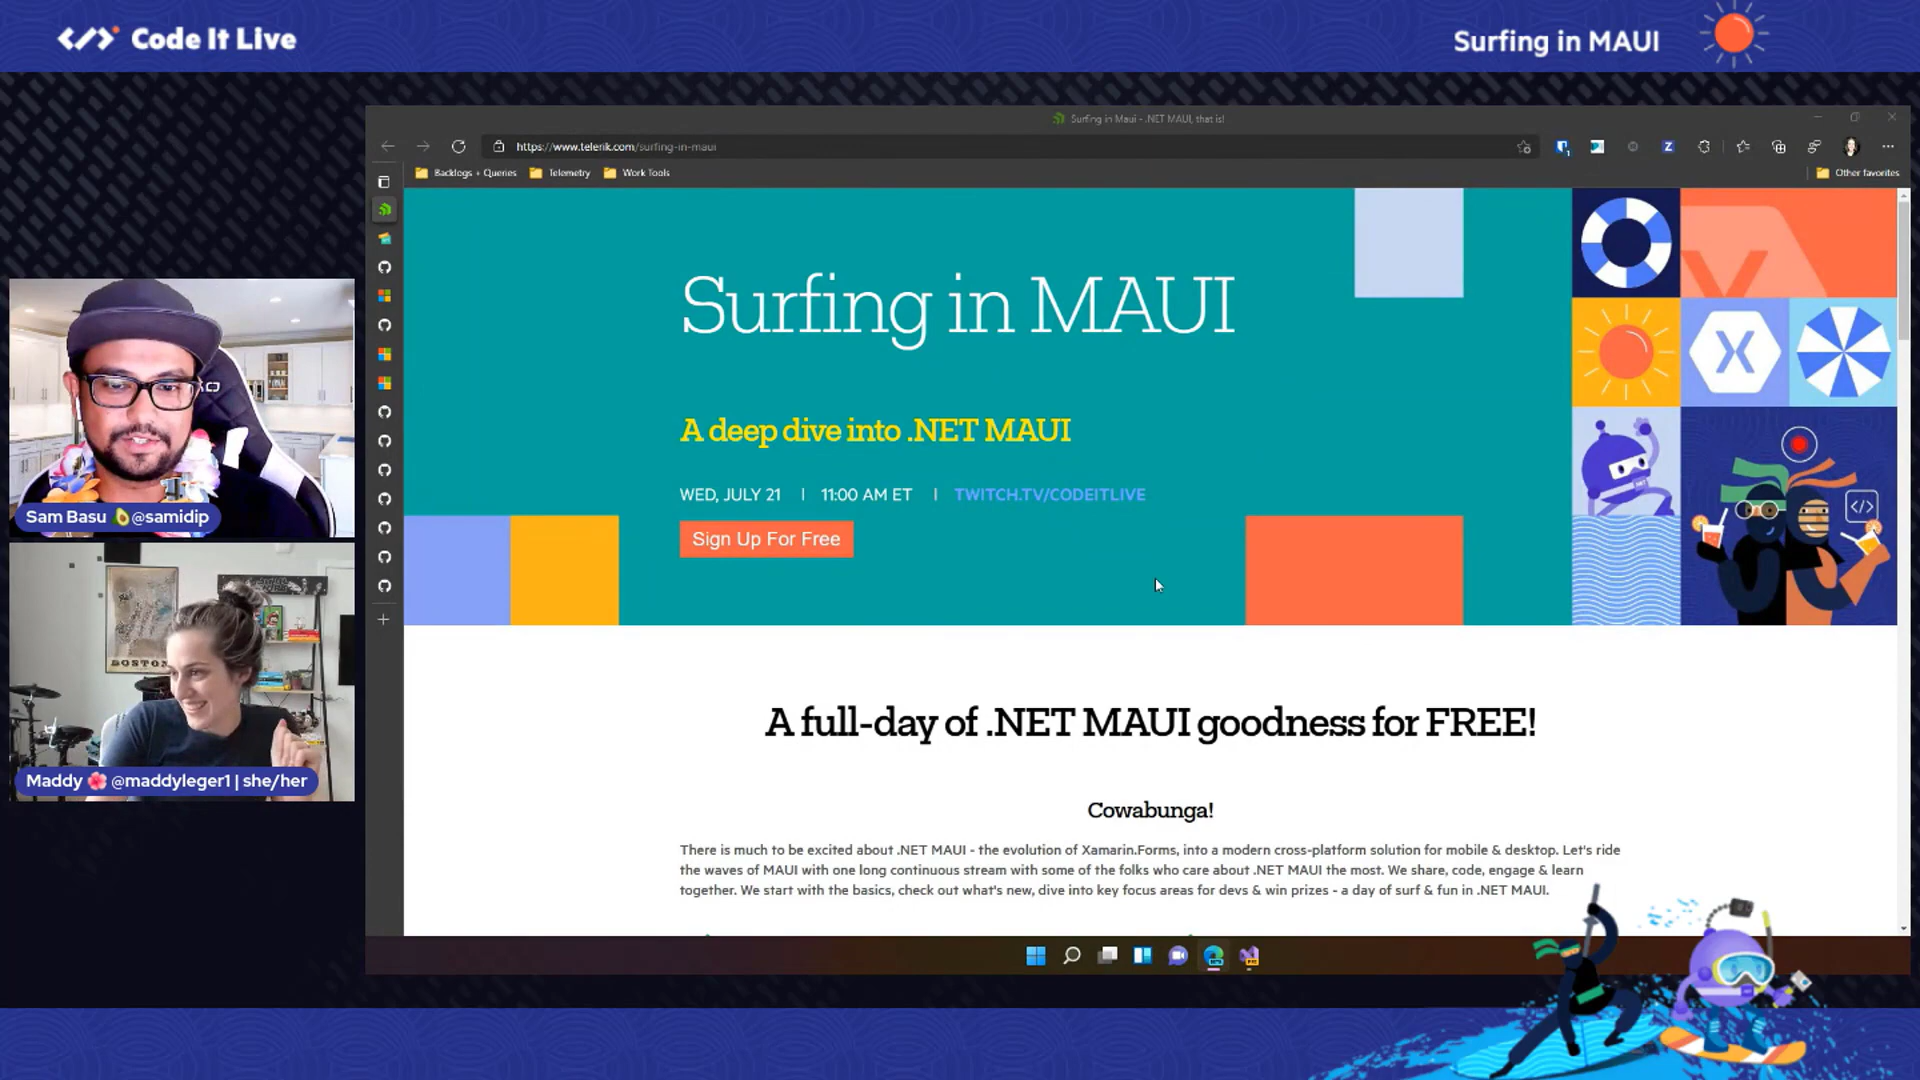 Code It Live
Surfing in MAUI
Surfing in Maui - .NET MAUI, that is!
https://www.telerik.com/surfing-in-maui
Backlogs + Queries
Telemetry
Work Tools
Other favorites
Surfing in MAUI
A deep dive into .NET MAUI
WED, JULY 21 | 11:00 AM ET | TWITCH.TV/CODEITLIVE
Sign Up For Free
Sam Basu 🥑@samidip
BOSTON
Maddy 🌺 @maddyleger1 | she/her
A full-day of .NET MAUI goodness for FREE!
Cowabunga!
There is much to be excited about .NET MAUI - the evolution of Xamarin.Forms, into a modern cross-platform solution for mobile & desktop. Let's ride
the waves of MAUI with one long continuous stream with some of the folks who care about .NET MAUI the most. We share, code, engage & learn
together. We start with the basics, check out what's new, dive into key focus areas for devs & win prizes - a day of surf & fun in .NET MAUI.